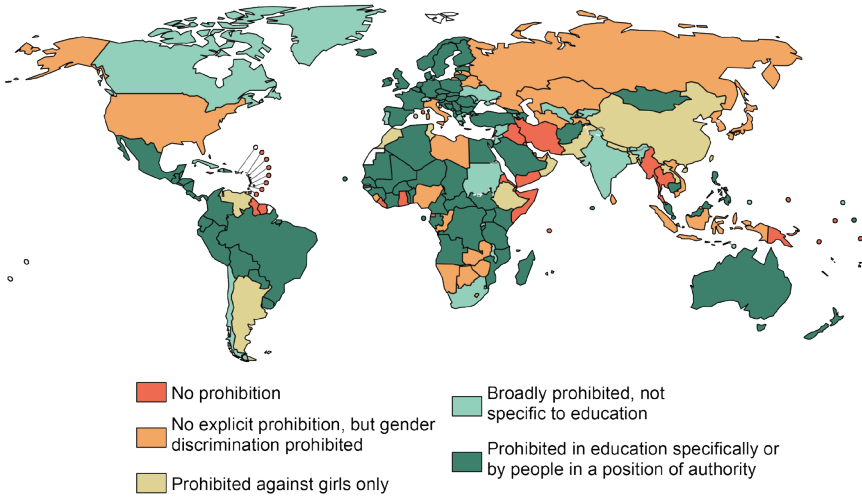 No prohibition
No explicit prohibition, but gender
discrimination prohibited
Prohibited against girls only
Broadly prohibited, not
specific to education
Prohibited in education specifically or
by people in a position of authority